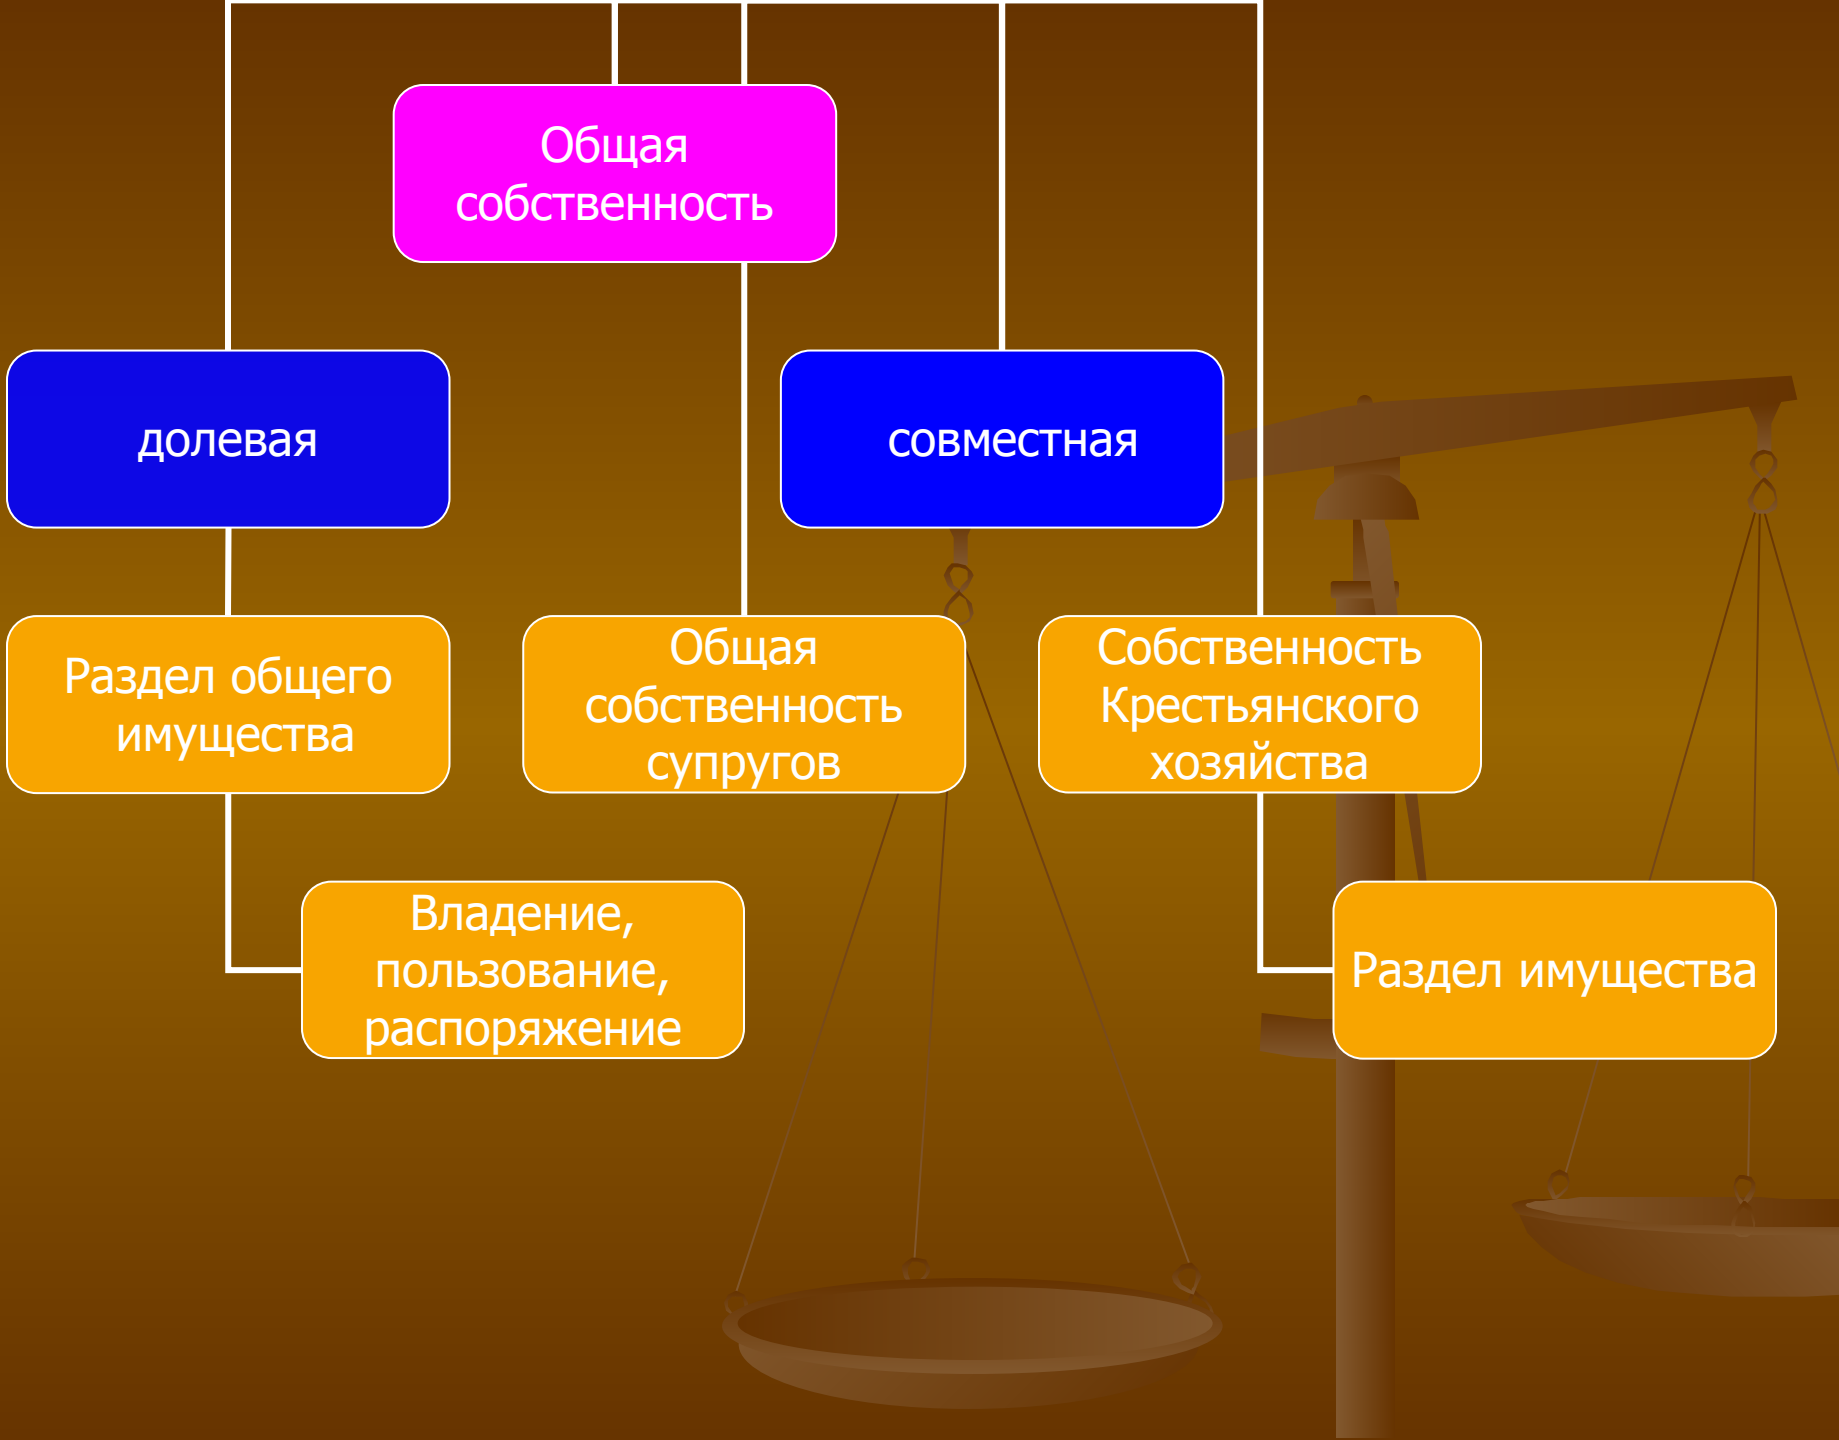 Общая
собственность
долевая
совместная
Раздел общего
имущества
Общая
собственность
супругов
Собственность
Крестьянского
хозяйства
Владение,
пользование,
распоряжение
Раздел имущества